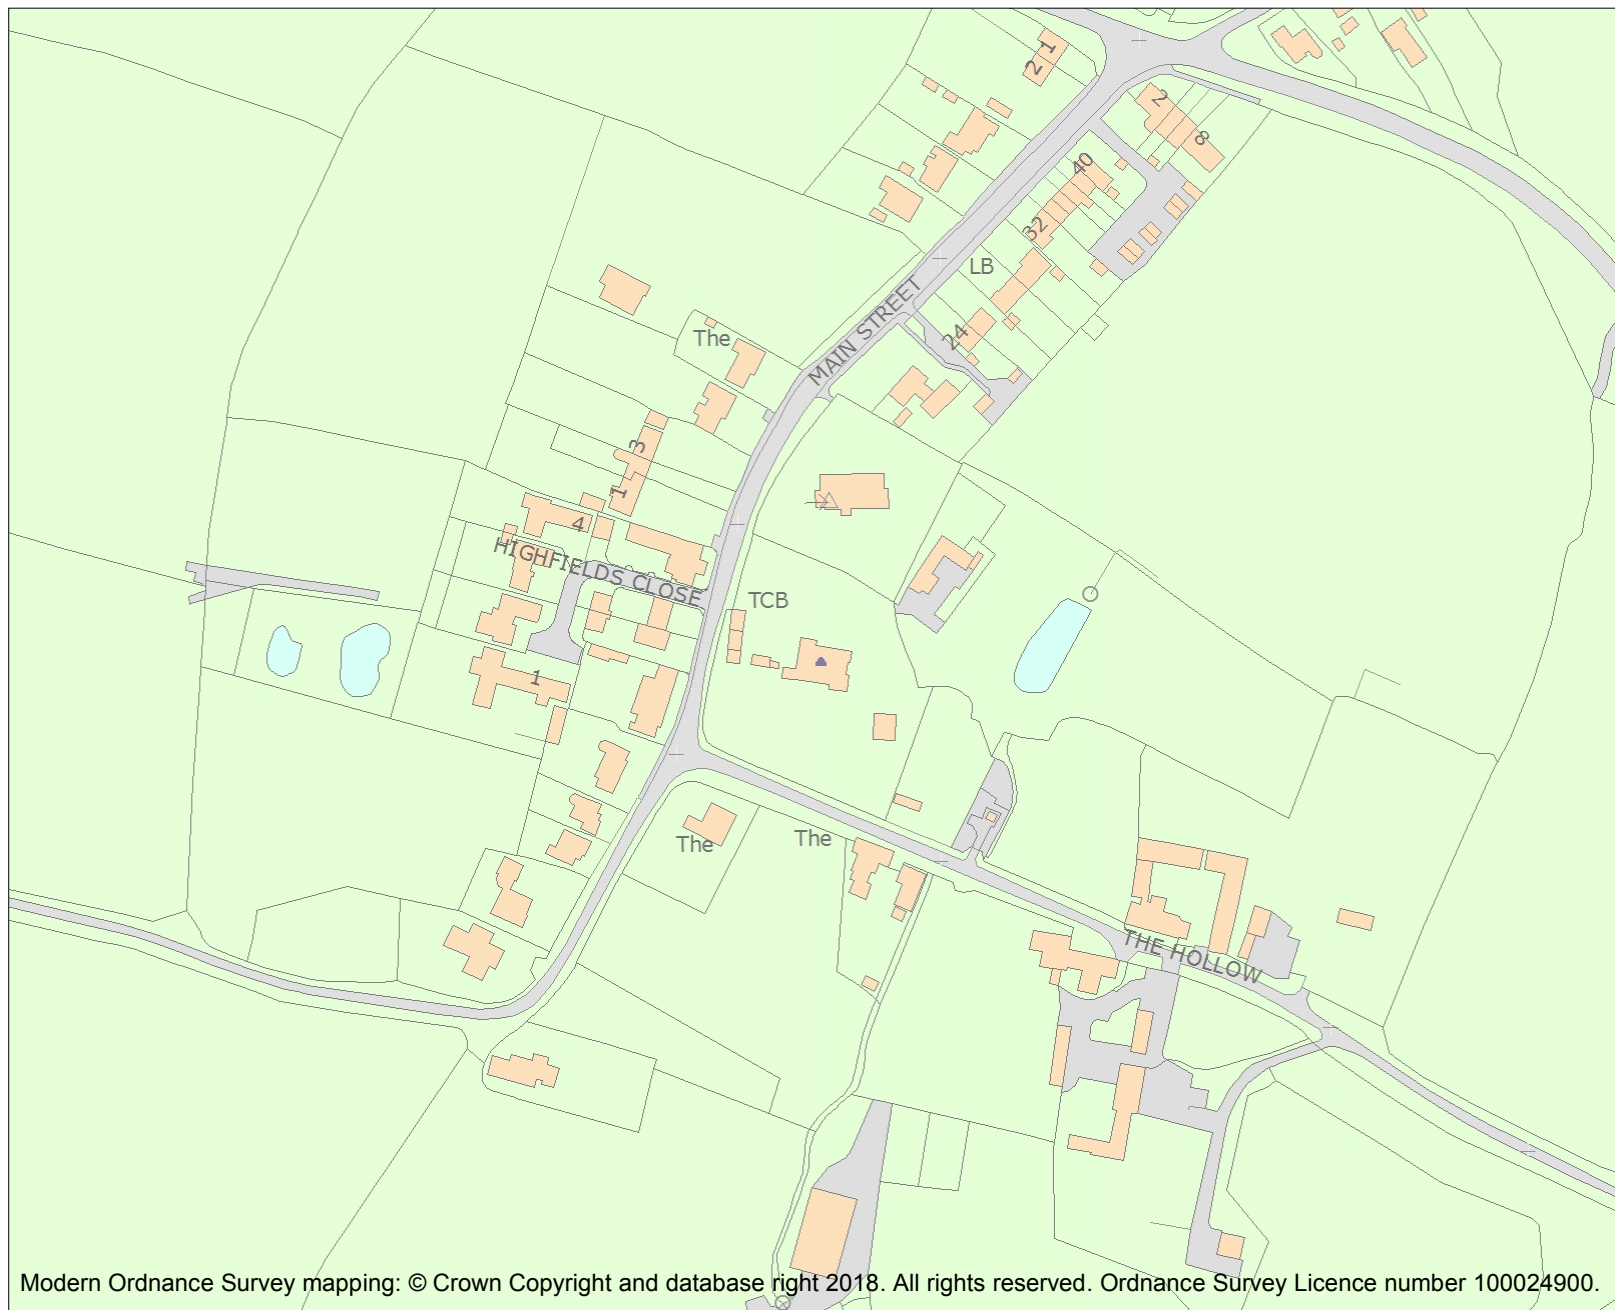 1
2
2
8
40
32
LB
MAIN STREET
24
The
3
1
4
HIGHFIELDS CLOSE
TCB
1
The
The
THE HOLLOW
Modern Ordnance Survey mapping: © Crown Copyright and database right 2018. All rights reserved. Ordnance Survey Licence number 100024900.